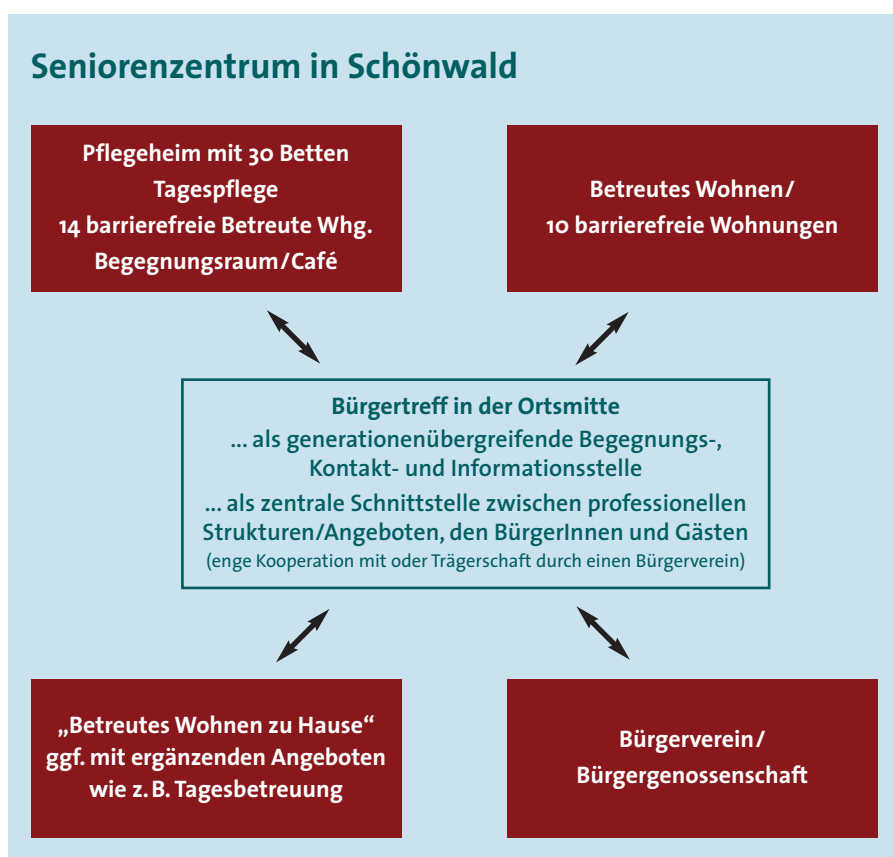 Seniorenzentrum in Schönwald
Pflegeheim mit 30 Betten
Tagespflege
14 barrierefreie Betreute Whg.
Begegnungsraum/Café
Betreutes Wohnen/
10 barrierefreie Wohnungen
Bürgertreff in der Ortsmitte
... als generationenübergreifende Begegnungs-,
Kontakt- und Informationsstelle
... als zentrale Schnittstelle zwischen professionellen
Strukturen/Angeboten, den BürgerInnen und Gästen
(enge Kooperation mit oder Trägerschaft durch einen Bürgerverein)
„Betreutes Wohnen zu Hause“
ggf. mit ergänzenden Angeboten
wie z. B. Tagesbetreuung
Bürgerverein/
Bürgergenossenschaft